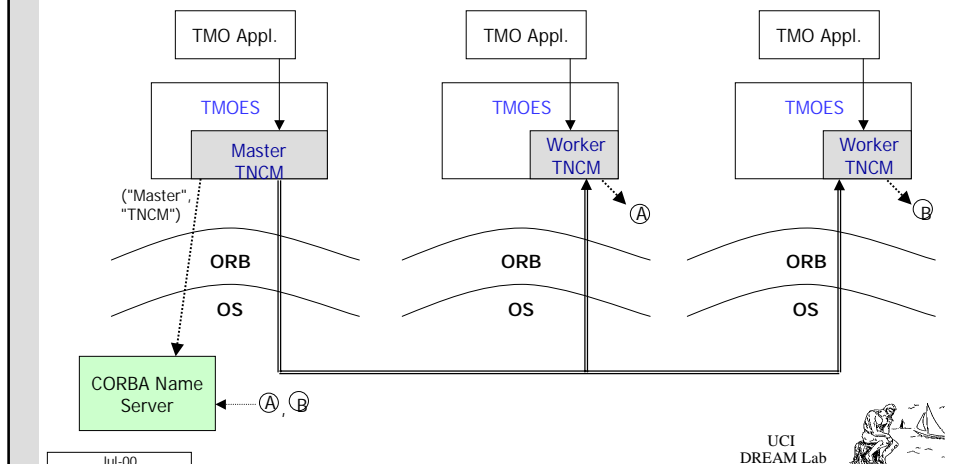 TMO Appl.
TMO Appl.
TMO Appl.
TMOES
TMOES
TMOES
Master
TNCM
Worker
TNCM
Worker
TNCM
("Master",
"TNCM")
A
B
ORB
ORB
ORB
OS
OS
OS
CORBA Name
Server
A, B
UCI
DREAM Lab
Jul-00